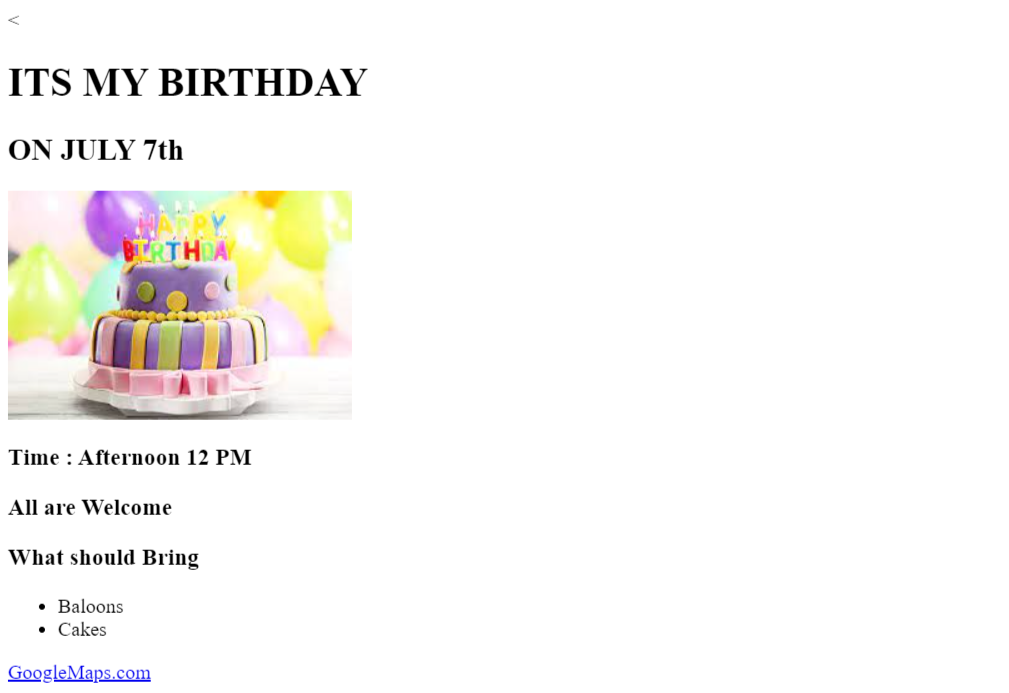 <
ITS MY BIRTHDAY
ON JULY 7th
HAPPY
BIRTHDAY
Time : Afternoon 12 PM
All are Welcome
What should Bring
• Baloons
• Cakes
GoogleMaps.com